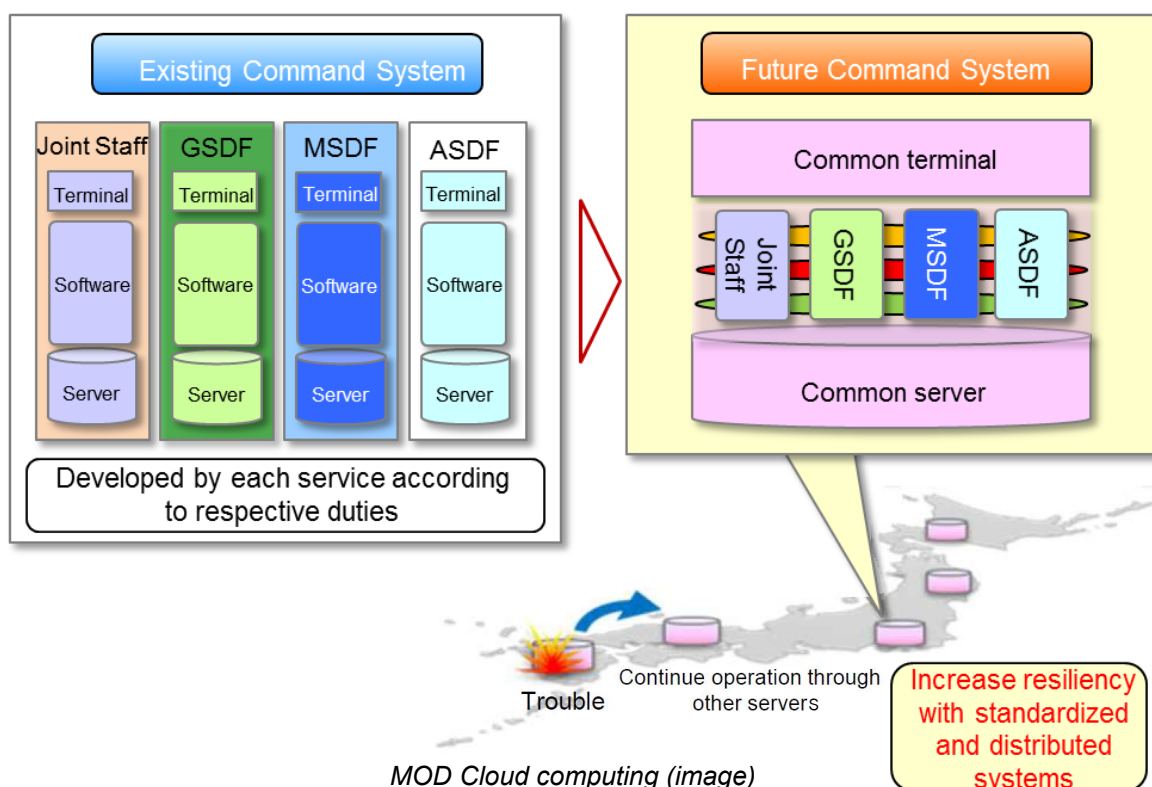 Existing Command System
Joint Staff
GSDF
MSDF
ASDF
Terminal
Terminal
Terminal
Terminal
Software
Software
Software
Software
Server
Server
Server
Server
Developed by each service according
to respective duties
Future Command System
Common terminal
Joint
Staff
GSDF
MSDF
ASDF
Common server
Trouble
Continue operation through
other servers
Increase resiliency
with standardized
and distributed
systems
MOD Cloud computing (image)